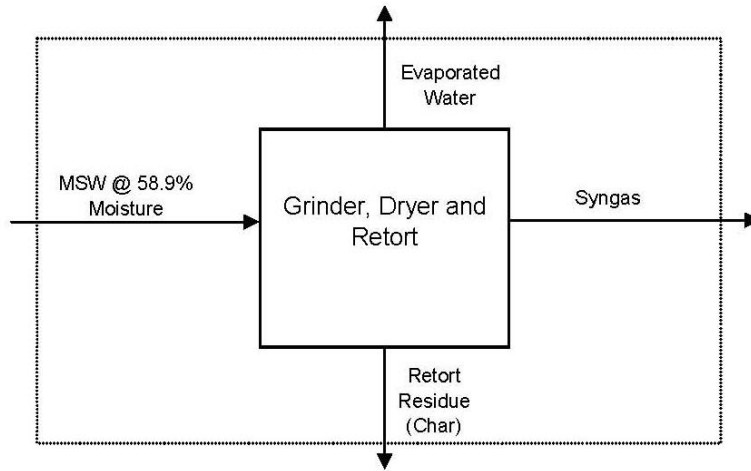 Evaporated
Water
MSW @ 58.9%
Moisture
Grinder, Dryer and
Retort
Syngas
Retort
Residue
(Char)